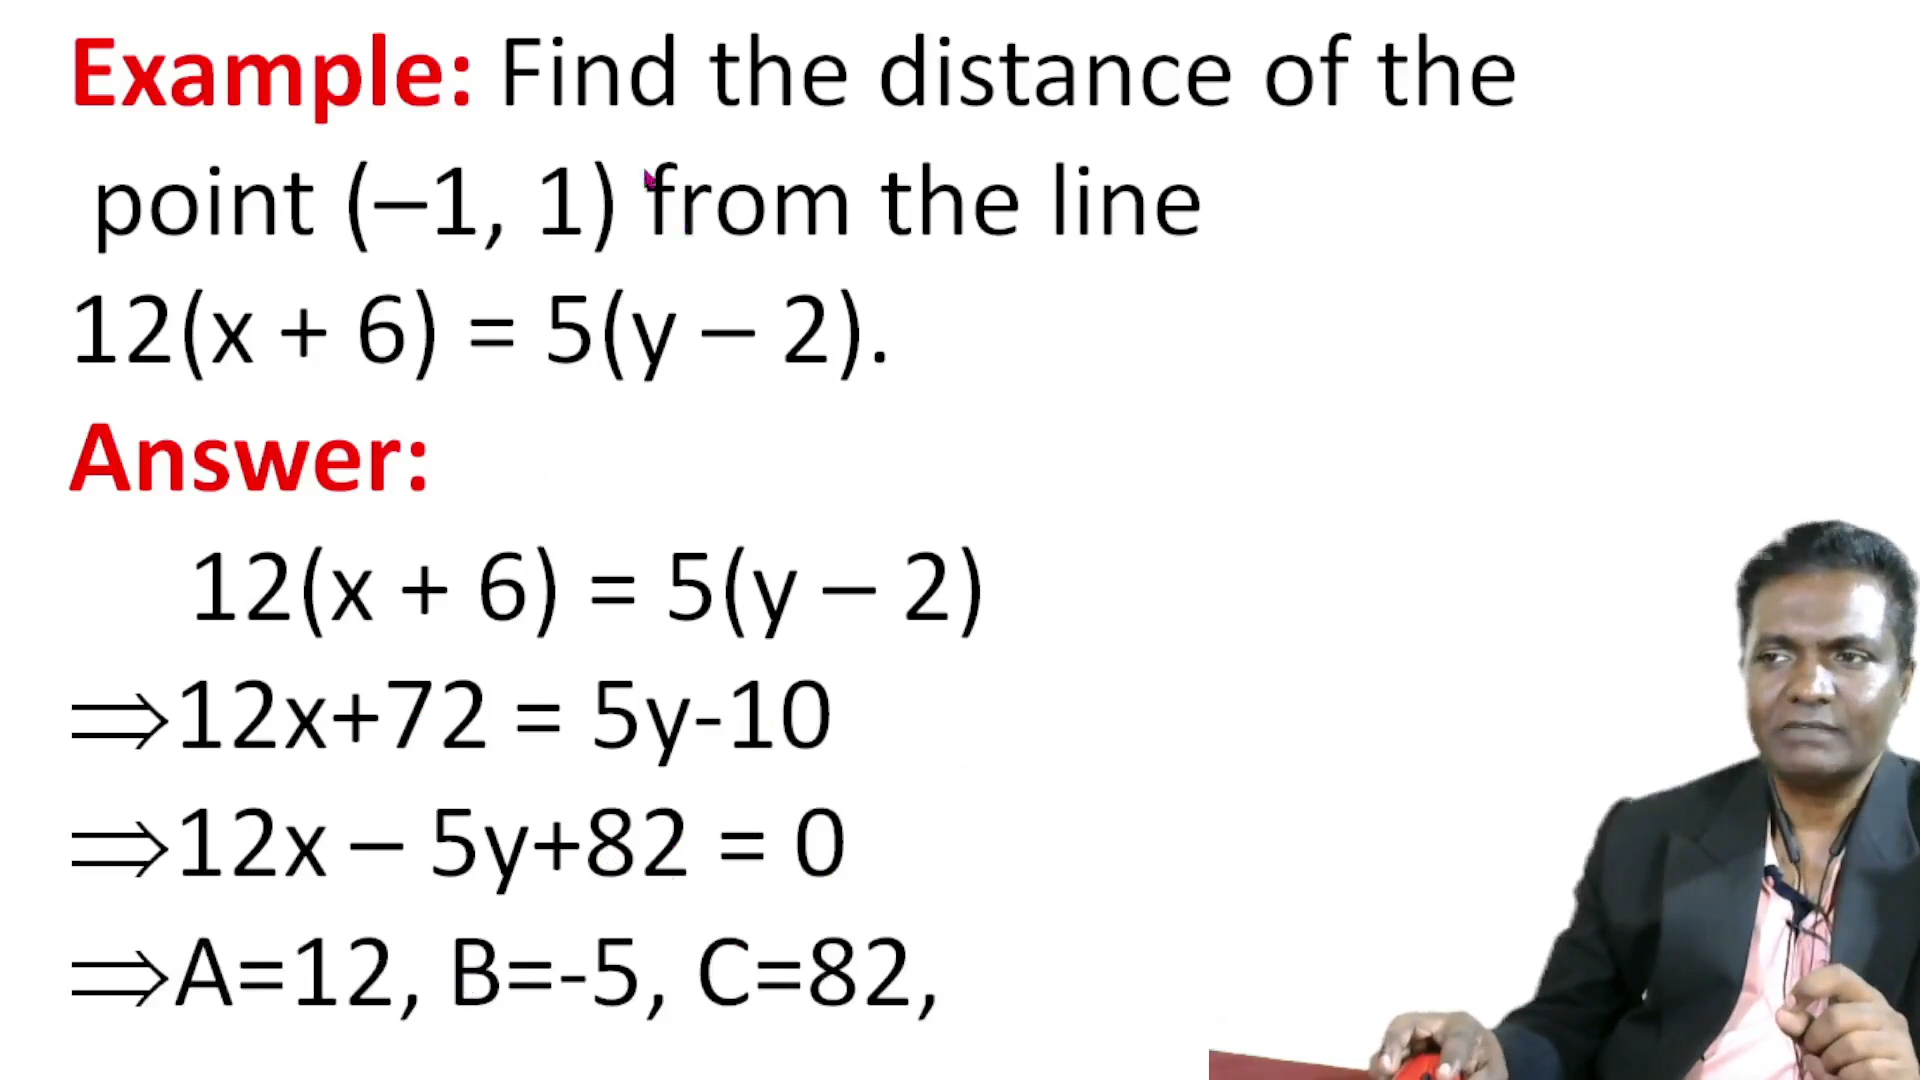 Example: Find the distance of the
point (–1, 1) from the line
12(x + 6) = 5(y – 2).
Answer:
12(x + 6) = 5(y – 2)
⟹12x+72 = 5y-10
⟹12x – 5y+82 = 0
⟹A=12, B=-5, C=82,